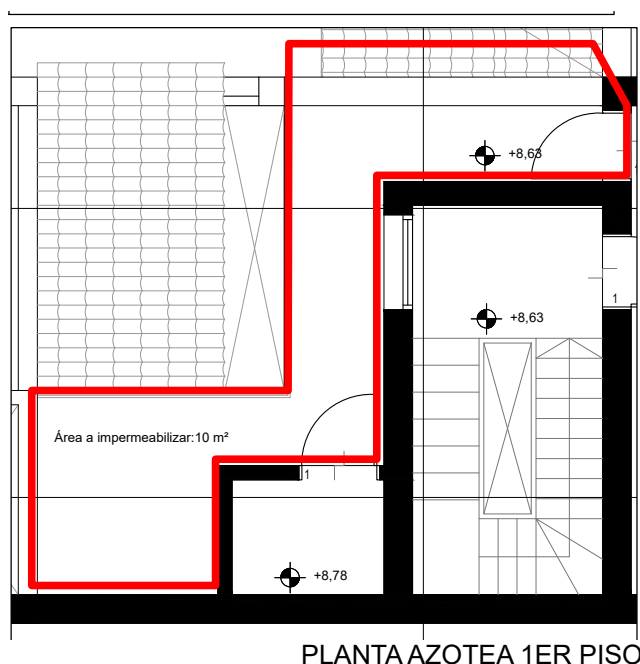 +8,63
+8,63
1
Área a impermeabilizar:10 m²
1
+8,78
PLANTA AZOTEA 1ER PISO